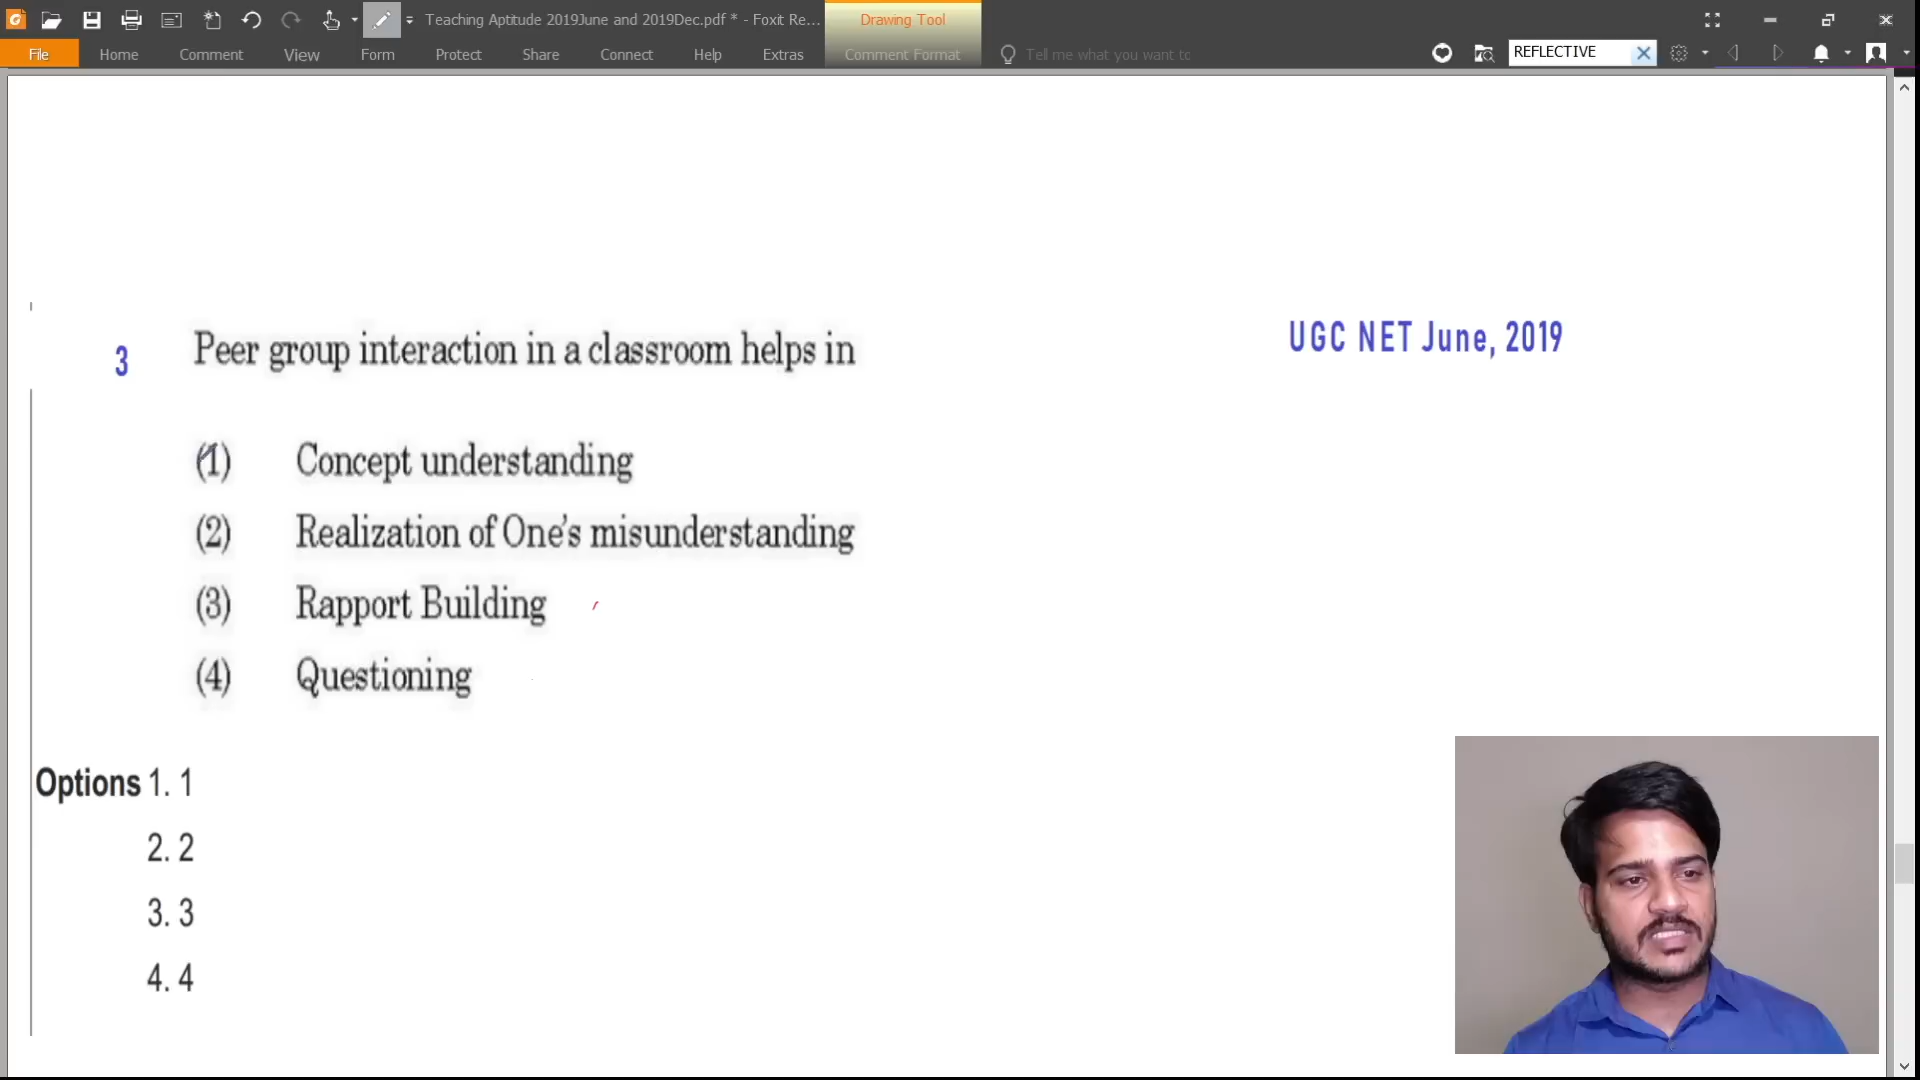 Teaching Aptitude 2019June and 2019Dec.pdf * - Foxit Re...
Drawing Tool
File Home Comment View Form Protect Share Connect Help Extras Comment Format Tell me what you want to
REFLECTIVE
3 Peer group interaction in a classroom helps in
UGC NET June, 2019
(1) Concept understanding
(2) Realization of One's misunderstanding
(3) Rapport Building
(4) Questioning
Options 1. 1
2. 2
3. 3
4. 4